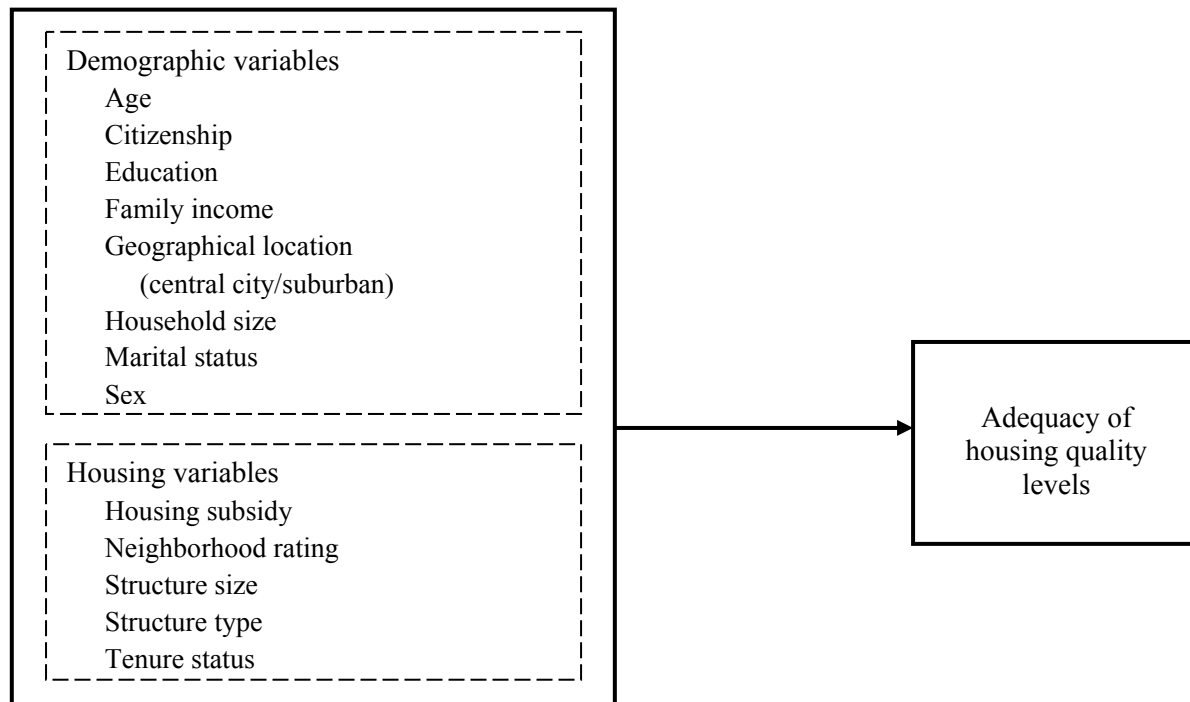 Demographic variables
Age
Citizenship
Education
Family income
Geographical location
(central city/suburban)
Household size
Marital status
Sex
Housing variables
Housing subsidy
Neighborhood rating
Structure size
Structure type
Tenure status
Adequacy of
housing quality
levels